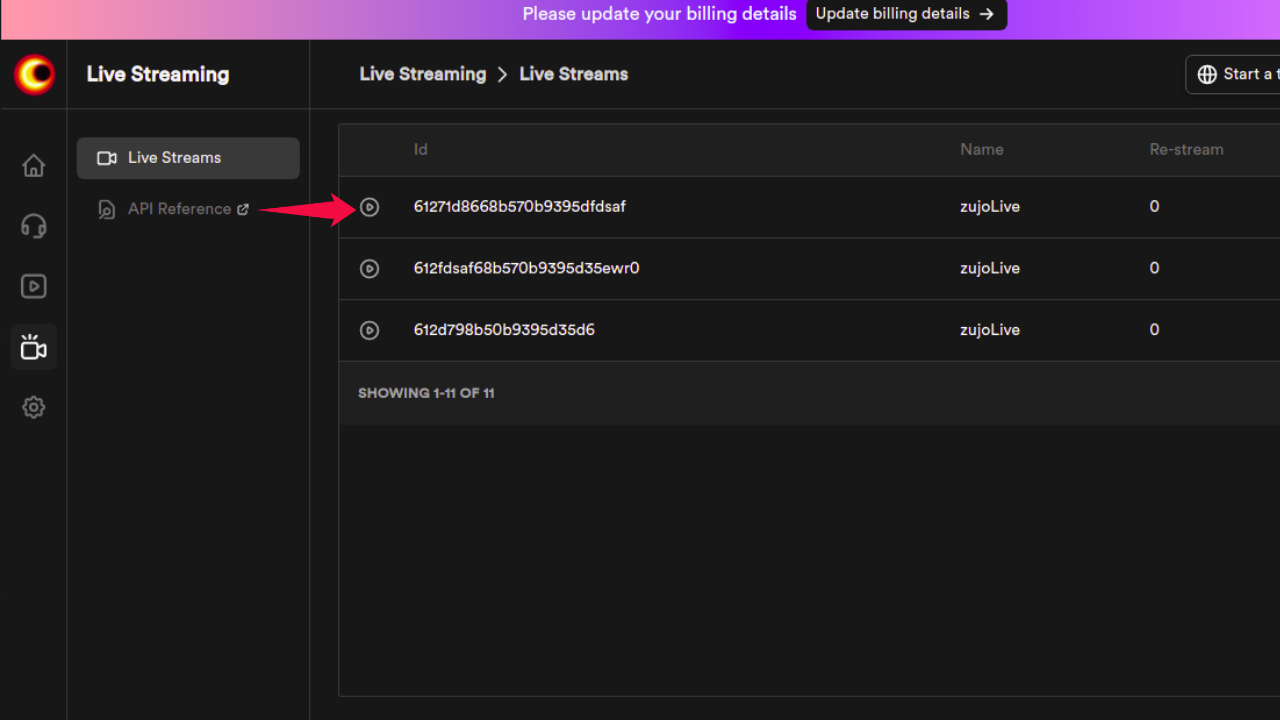 Please update your billing details Update billing details →
Live Streaming
Live Streaming > Live Streams
Start a t
Live Streams
API Reference
Id Name Re-stream
61271d8668b570b9395dfdsaf zujoLive 0
612fdsaf68b570b9395d35ewr0 zujoLive 0
612d798b50b9395d35d6 zujoLive 0
SHOWING 1-11 OF 11